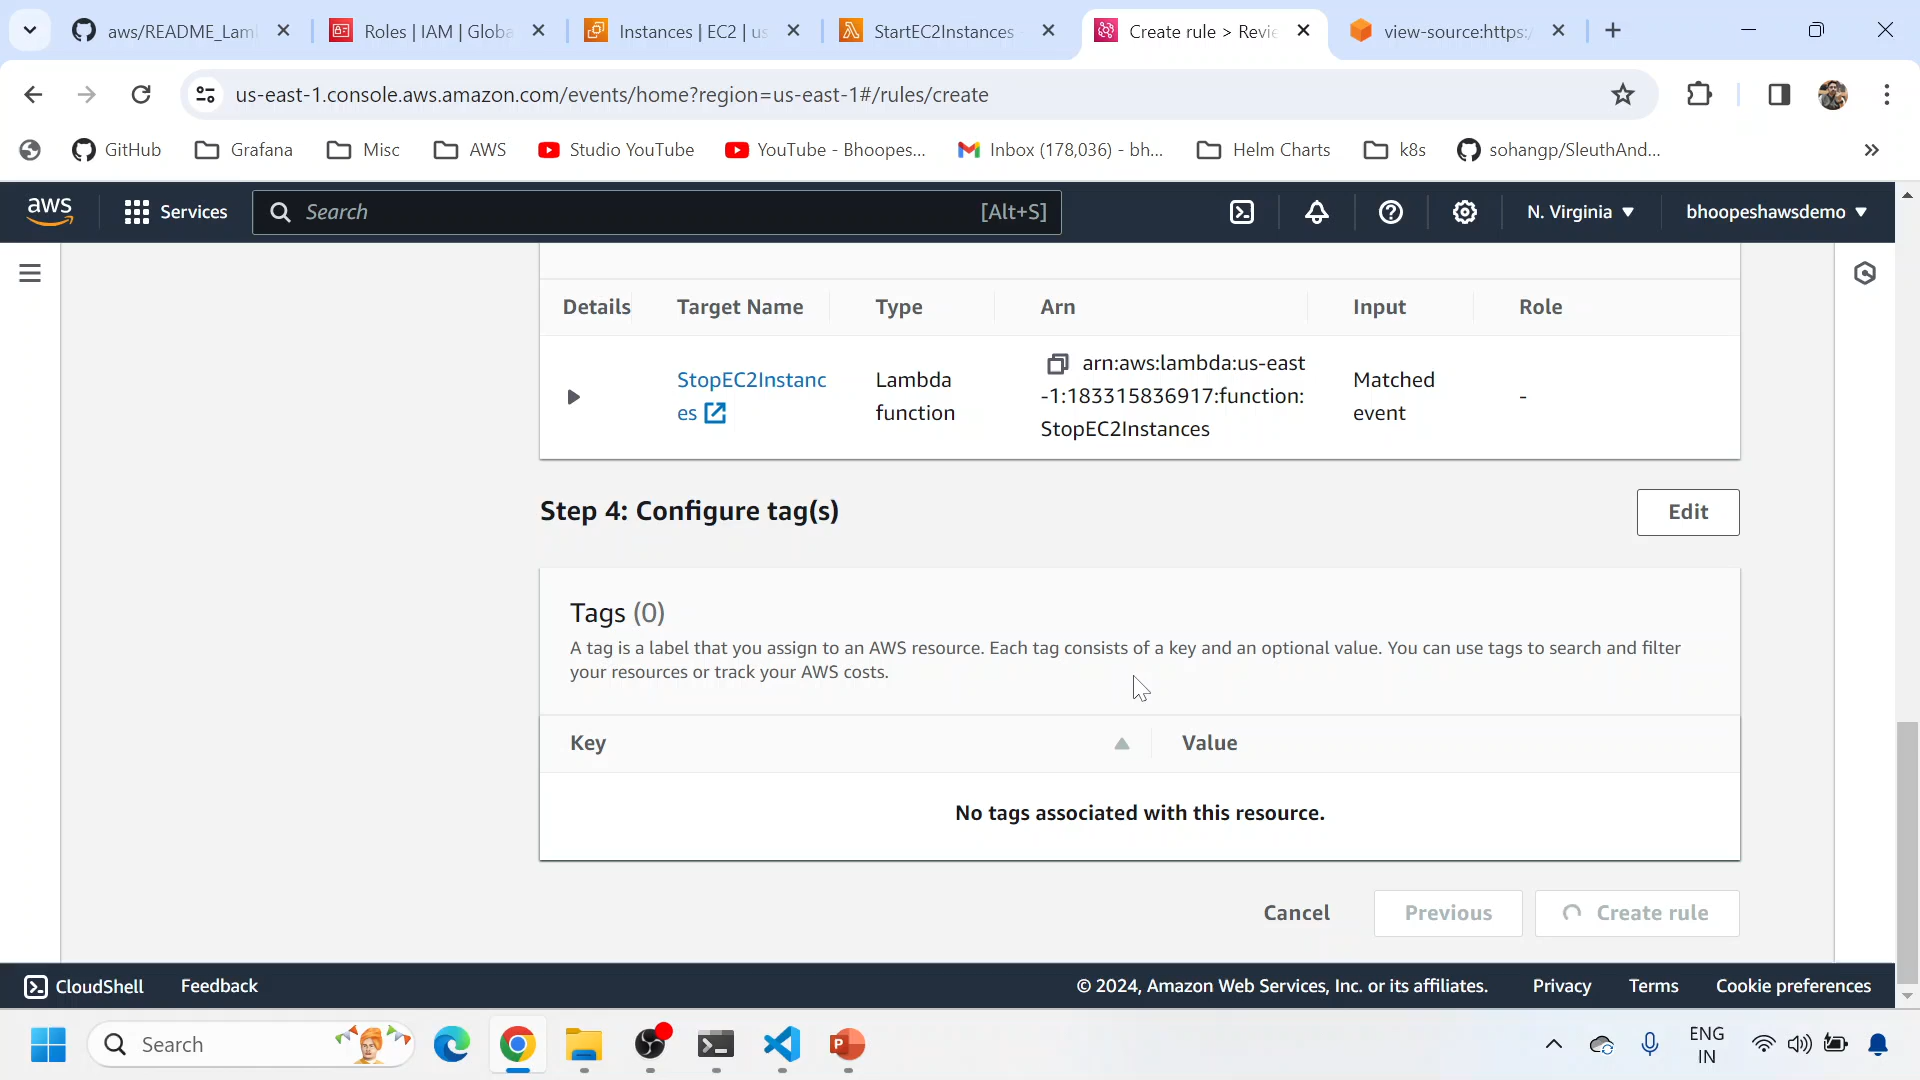 aws/README_Lam
Roles | IAM | Globa
Instances | EC2 | us
StartEC2Instances
Create rule > Revie
view-source:https:/
us-east-1.console.aws.amazon.com/events/home?region=us-east-1#/rules/create
GitHub
Grafana
Misc
AWS
Studio YouTube
YouTube - Bhoopes...
Inbox (178,036) - bh...
Helm Charts
k8s
sohangp/SleuthAnd...
aws
Services
Search
[Alt+S]
N. Virginia
bhoopeshawsdemo
Details
Target Name
Type
Arn
Input
Role
StopEC2Instanc
es
Lambda
function
arn:aws:lambda:us-east
-1:183315836917:function:
StopEC2Instances
Matched
event
-
Step 4: Configure tag(s)
Edit
Tags (0)
A tag is a label that you assign to an AWS resource. Each tag consists of a key and an optional value. You can use tags to search and filter
your resources or track your AWS costs.
Key
Value
No tags associated with this resource.
Cancel
Previous
Create rule
CloudShell
Feedback
© 2024, Amazon Web Services, Inc. or its affiliates.
Privacy
Terms
Cookie preferences
Search
ENG
IN